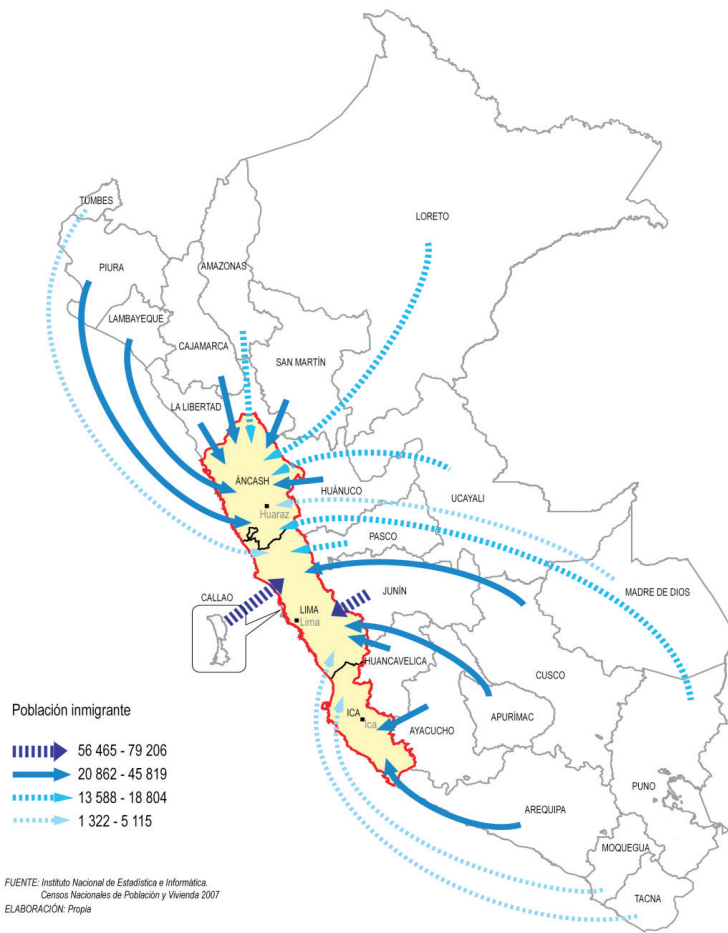 TUMBES
LORETO
PIURA
AMAZONAS
LAMBAYEQUE
CAJAMARCA
SAN MARTÍN
LA LIBERTAD
ÁNCASH
HUÁNUCO
UCAYALI
Huaraz
PASCO
CALLAO
JUNÍN
MADRE DE DIOS
LIMA
Lima
HUANCAVELICA
CUSCO
ICA
Ica
AYACUCHO
APURÍMAC
PUNO
AREQUIPA
MOQUEGUA
TACNA
Población inmigrante
56 465 - 79 206
20 862 - 45 819
13 588 - 18 804
1 322 - 5 115
FUENTE: Instituto Nacional de Estadística e Informática.
Censos Nacionales de Población y Vivienda 2007
ELABORACIÓN: Propia